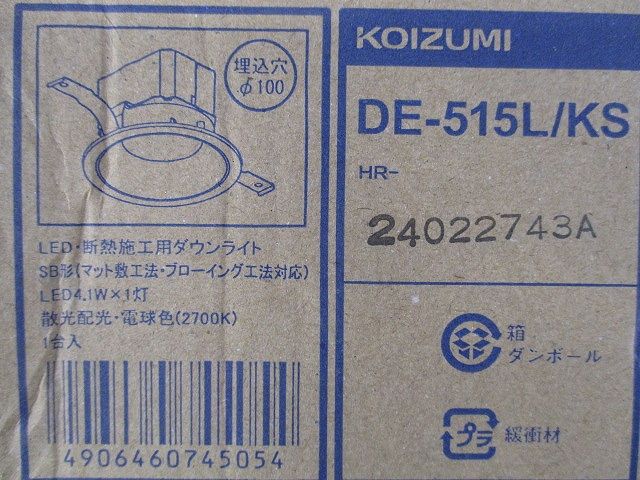 埋込穴
φ100
LED・断熱施工用ダウンライト
SB形(マット敷工法・ブローイング工法対応)
LED4.1W×1灯
散光配光・電球色(2700K)
1台入
4906460745054
KOIZUMI
DE-515L/KS
HR-
24022743A
箱
ダンボール
プラ
緩衝材